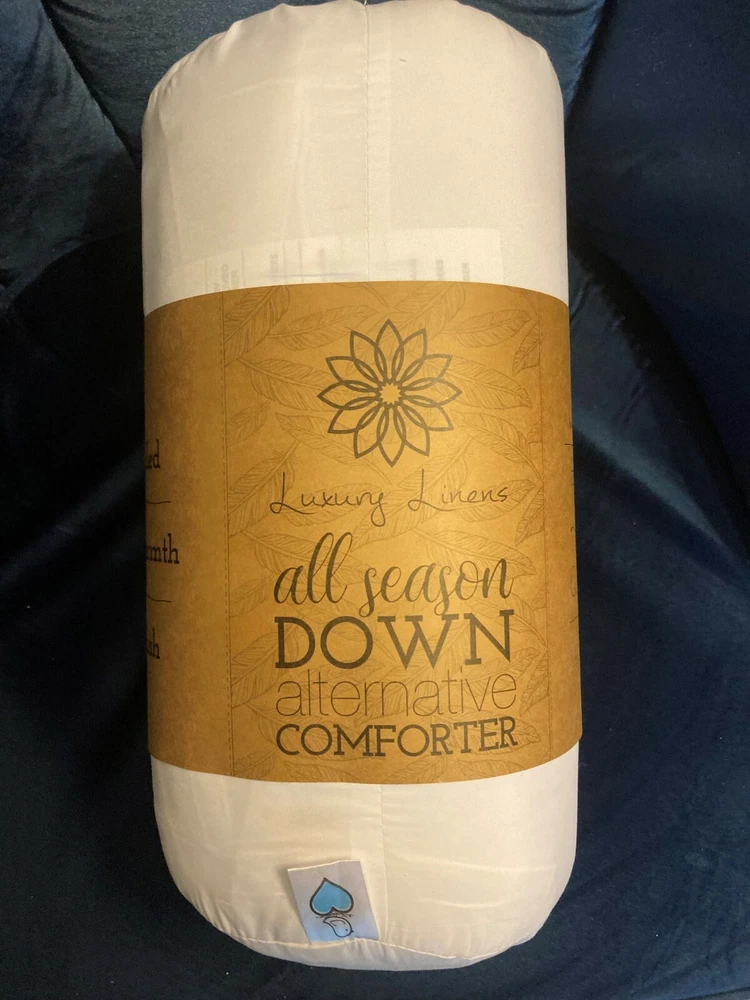 Luxury Linens
all season
DOWN
alternative
COMFORTER